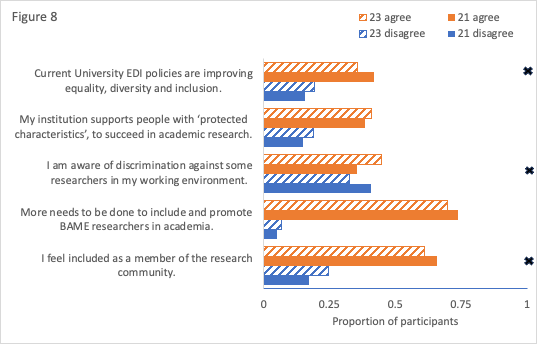 Figure 8
23 agree
21 agree
23 disagree
21 disagree
Current University EDI policies are improving
equality, diversity and inclusion.
My institution supports people with ‘protected
characteristics’, to succeed in academic research.
I am aware of discrimination against some
researchers in my working environment.
More needs to be done to include and promote
BAME researchers in academia.
I feel included as a member of the research
community.
0
0.25
0.5
0.75
1
Proportion of participants